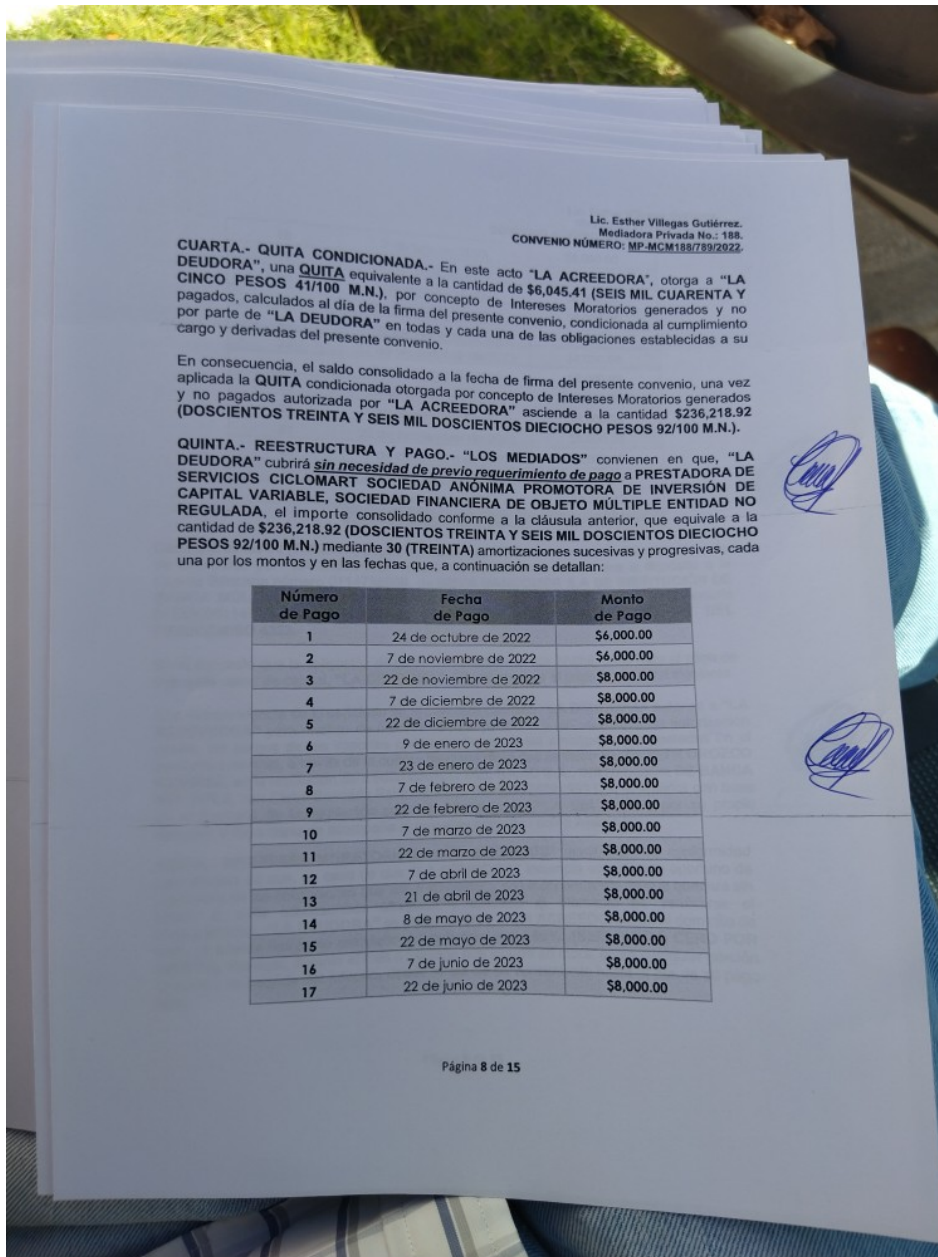 Lic. Esther Villegas Gutiérrez.
Mediadora Privada No.: 188.
CONVENIO NÚMERO: MP-MCM188/789/2022.
CUARTA.- QUITA CONDICIONADA.- En este acto "LA ACREEDORA", otorga a "LA
DEUDORA", una QUITA equivalente a la cantidad de $6,045.41 (SEIS MIL CUARENTA Y
CINCO PESOS 41/100 M.N.), por concepto de Intereses Moratorios generados y no
pagados, calculados al día de la firma del presente convenio, condicionada al cumplimiento
por parte de "LA DEUDORA" en todas y cada una de las obligaciones establecidas a su
cargo y derivadas del presente convenio.
En consecuencia, el saldo consolidado a la fecha de firma del presente convenio, una vez
aplicada la QUITA condicionada otorgada por concepto de Intereses Moratorios generados
y no pagados autorizada por "LA ACREEDORA" asciende a la cantidad $236,218.92
(DOSCIENTOS TREINTA Y SEIS MIL DOSCIENTOS DIECIOCHO PESOS 92/100 M.N.).
QUINTA.- REESTRUCTURA Y PAGO.- "LOS MEDIADOS" convienen en que, "LA
DEUDORA" cubrirá sin necesidad de previo requerimiento de pago a PRESTADORA DE
SERVICIOS CICLOMART SOCIEDAD ANÓNIMA PROMOTORA DE INVERSIÓN DE
CAPITAL VARIABLE, SOCIEDAD FINANCIERA DE OBJETO MÚLTIPLE ENTIDAD NO
REGULADA, el importe consolidado conforme a la cláusula anterior, que equivale a la
cantidad de $236,218.92 (DOSCIENTOS TREINTA Y SEIS MIL DOSCIENTOS DIECIOCHO
PESOS 92/100 M.N.) mediante 30 (TREINTA) amortizaciones sucesivas y progresivas, cada
una por los montos y en las fechas que, a continuación se detallan:
Número de Pago Fecha de Pago Monto de Pago
1 24 de octubre de 2022 $6,000.00
2 7 de noviembre de 2022 $6,000.00
3 22 de noviembre de 2022 $8,000.00
4 7 de diciembre de 2022 $8,000.00
5 22 de diciembre de 2022 $8,000.00
6 9 de enero de 2023 $8,000.00
7 23 de enero de 2023 $8,000.00
8 7 de febrero de 2023 $8,000.00
9 22 de febrero de 2023 $8,000.00
10 7 de marzo de 2023 $8,000.00
11 22 de marzo de 2023 $8,000.00
12 7 de abril de 2023 $8,000.00
13 21 de abril de 2023 $8,000.00
14 8 de mayo de 2023 $8,000.00
15 22 de mayo de 2023 $8,000.00
16 7 de junio de 2023 $8,000.00
17 22 de junio de 2023 $8,000.00
Página 8 de 15